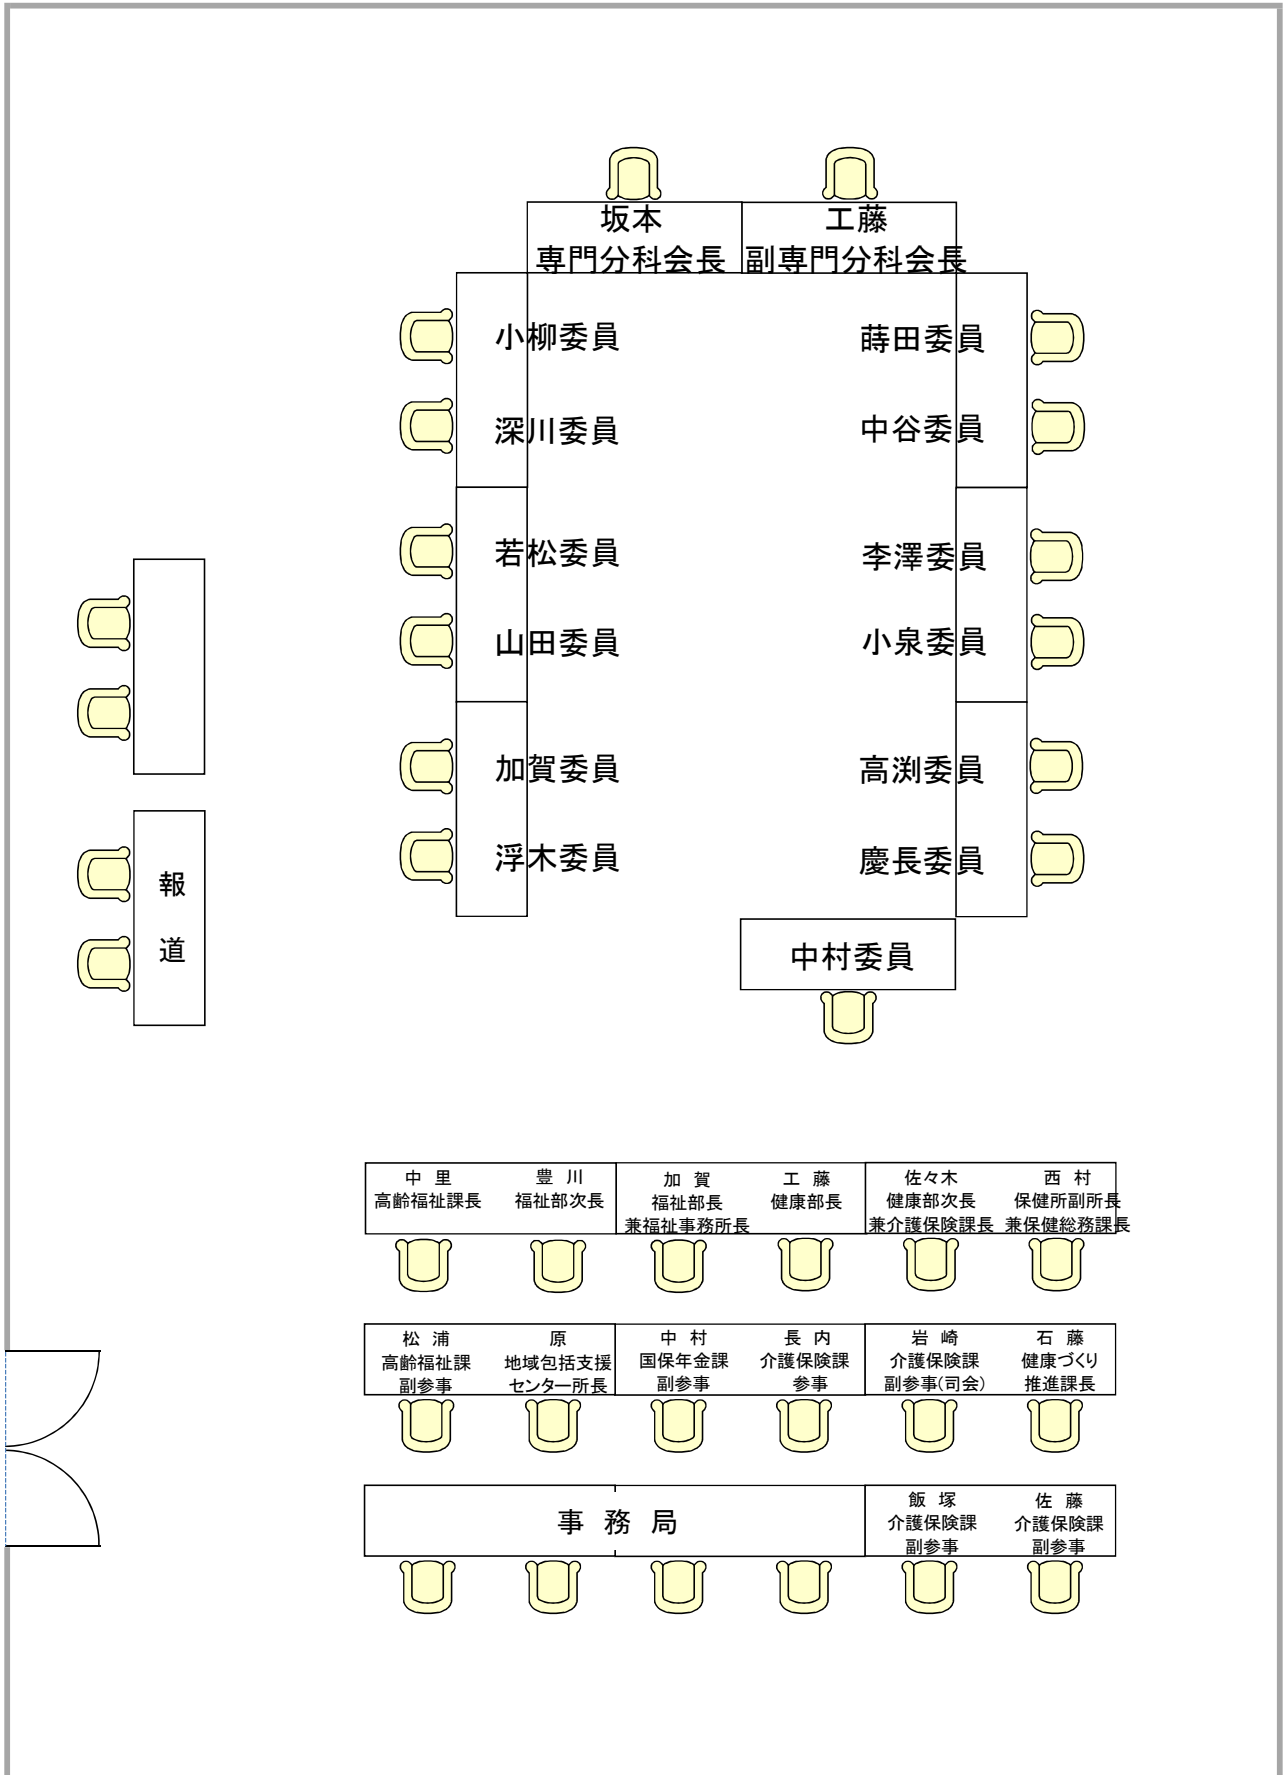 坂本
専門分科会長
工藤
副専門分科会長
小柳委員
蒔田委員
深川委員
中谷委員
若松委員
李澤委員
山田委員
小泉委員
加賀委員
高渕委員
浮木委員
慶長委員
報
道
中村委員
中 里
高齢福祉課長
豊 川
福祉部次長
加 賀
福祉部長
兼福祉事務所長
工 藤
健康部長
佐々木
健康部次長
兼介護保険課長
西 村
保健所副所長
兼保健総務課長
松 浦
高齢福祉課
副参事
原
地域包括支援
センター所長
中 村
国保年金課
副参事
長 内
介護保険課
参事
岩 崎
介護保険課
副参事(司会)
石 藤
健康づくり
推進課長
事 務 局
飯 塚
介護保険課
副参事
佐 藤
介護保険課
副参事